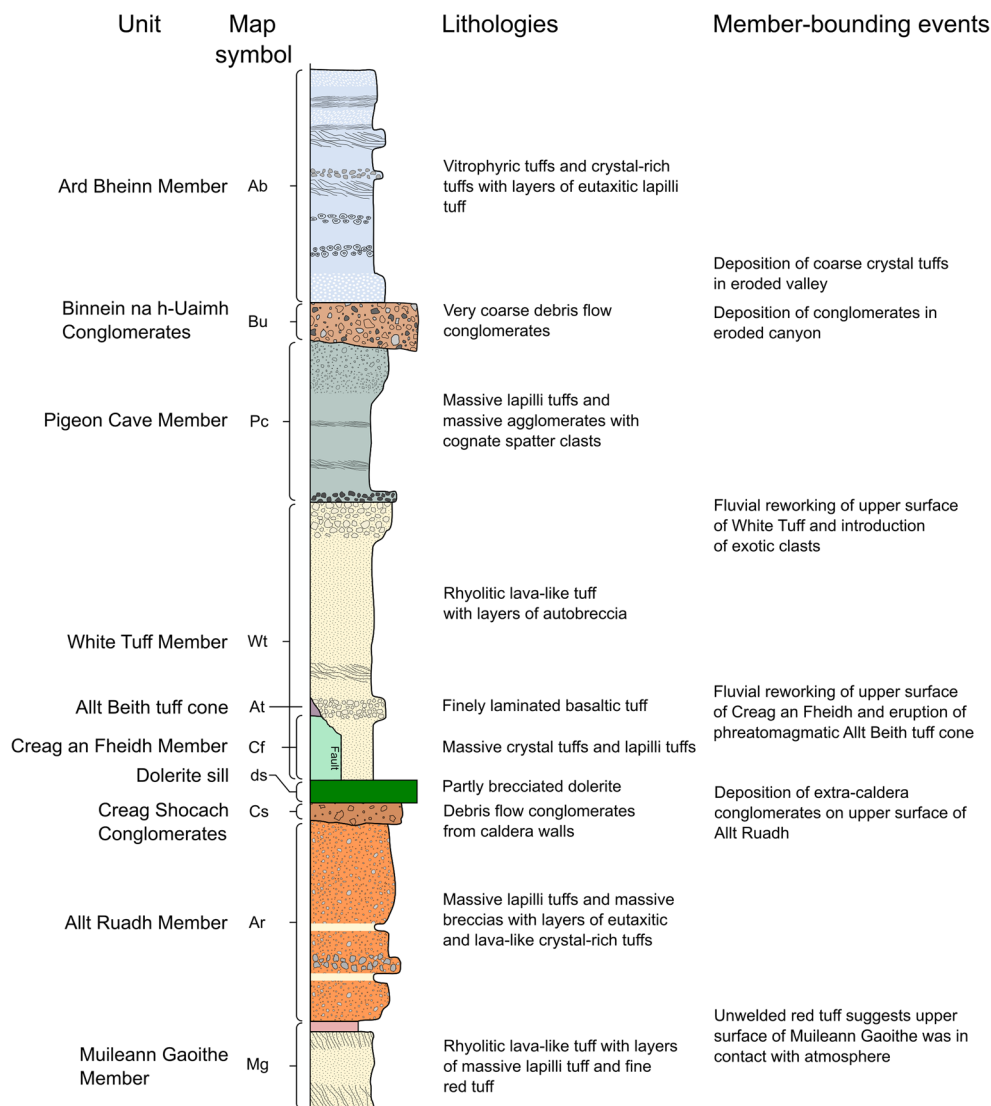 Unit
Map
symbol
Lithologies
Member-bounding events
Ard Bheinn Member
Ab
Vitrophyric tuffs and crystal-rich
tuffs with layers of eutaxitic lapilli
tuff
Deposition of coarse crystal tuffs
in eroded valley
Binnein na h-Uaimh
Conglomerates
Bu
Very coarse debris flow
conglomerates
Deposition of conglomerates in
eroded canyon
Pigeon Cave Member
Pc
Massive lapilli tuffs and
massive agglomerates with
cognate spatter clasts
Fluvial reworking of upper surface
of White Tuff and introduction
of exotic clasts
White Tuff Member
Wt
Rhyolitic lava-like tuff
with layers of autobreccia
Allt Beith tuff cone
At
Finely laminated basaltic tuff
Fluvial reworking of upper surface
of Creag an Fheidh and eruption of
phreatomagmatic Allt Beith tuff cone
Creag an Fheidh Member
Cf
Fault
Massive crystal tuffs and lapilli tuffs
Dolerite sill
ds
Partly brecciated dolerite
Creag Shocach
Conglomerates
Cs
Debris flow conglomerates
from caldera walls
Deposition of extra-caldera
conglomerates on upper surface of
Allt Ruadh
Allt Ruadh Member
Ar
Massive lapilli tuffs and massive
breccias with layers of eutaxitic
and lava-like crystal-rich tuffs
Unwelded red tuff suggests upper
surface of Muileann Gaoithe was in
contact with atmosphere
Muileann Gaoithe
Member
Mg
Rhyolitic lava-like tuff with layers
of massive lapilli tuff and fine
red tuff